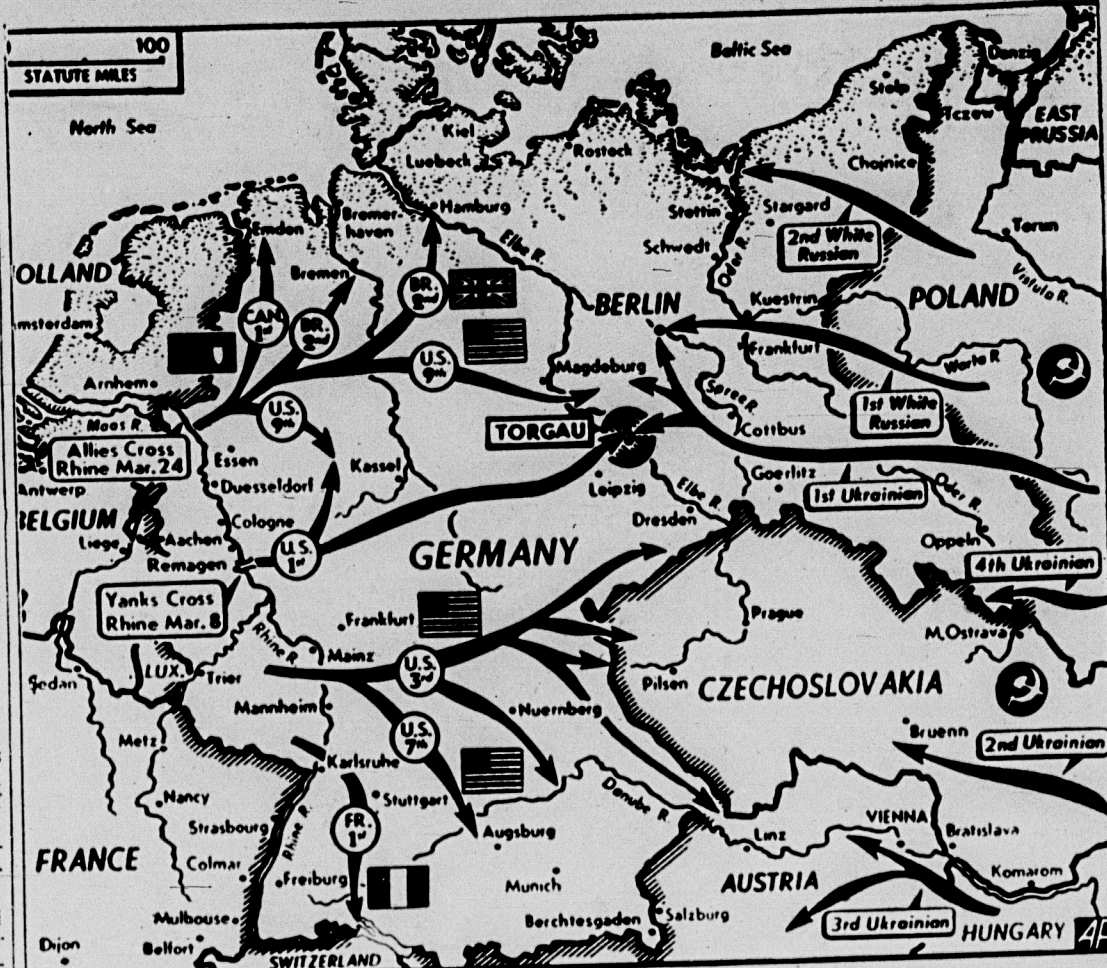 100
STATUTE MILES
North Sea
Baltic Sea
Danzig
Stolp
Tczew
EAST
PRUSSIA
Kiel
Luebeck
Rostock
Chojnice
Hamburg
Bremer-
haven
Emden
Stettin
Stargard
2nd White
Russian
Torun
Vistula R.
Elbe R.
Schwedt
Oder R.
OLLAND
Bremen
CAN.
1st
BR.
2nd
BR.
2nd
BERLIN
Kuestrin
POLAND
msterdam
Frankfurt
Warte R.
Arnhem
U.S.
9th
Magdeburg
Spree R.
1st White
Russian
Maas R.
U.S.
9th
TORGAU
Cottbus
Allies Cross
Rhine Mar. 24
Essen
Kassel
Goerlitz
1st Ukrainian
Oder R.
Antwerp
Duesseldorf
Leipzig
Elbe R.
BELGIUM
Cologne
Dresden
Liege
Aachen
Remagen
U.S.
1st
GERMANY
Oppeln
4th Ukrainian
Yanks Cross
Rhine Mar. 8
Frankfurt
Prague
M.Ostrava
Rhine R.
Mainz
Sedan
LUX.
Trier
U.S.
3rd
Pilsen
CZECHOSLOVAKIA
Mannheim
Nuernberg
Metz
U.S.
7th
Bruenn
2nd Ukrainian
Karlsruhe
Nancy
Stuttgart
Danube R.
Strasbourg
Rhine R.
FR.
1st
Augsburg
Linz
VIENNA
Bratislava
FRANCE
Colmar
Freiburg
Munich
AUSTRIA
Komarom
Mulbouse
Berchtesgaden
Salzburg
3rd Ukrainian
HUNGARY
AP
Dijon
Belfort
SWITZERLAND